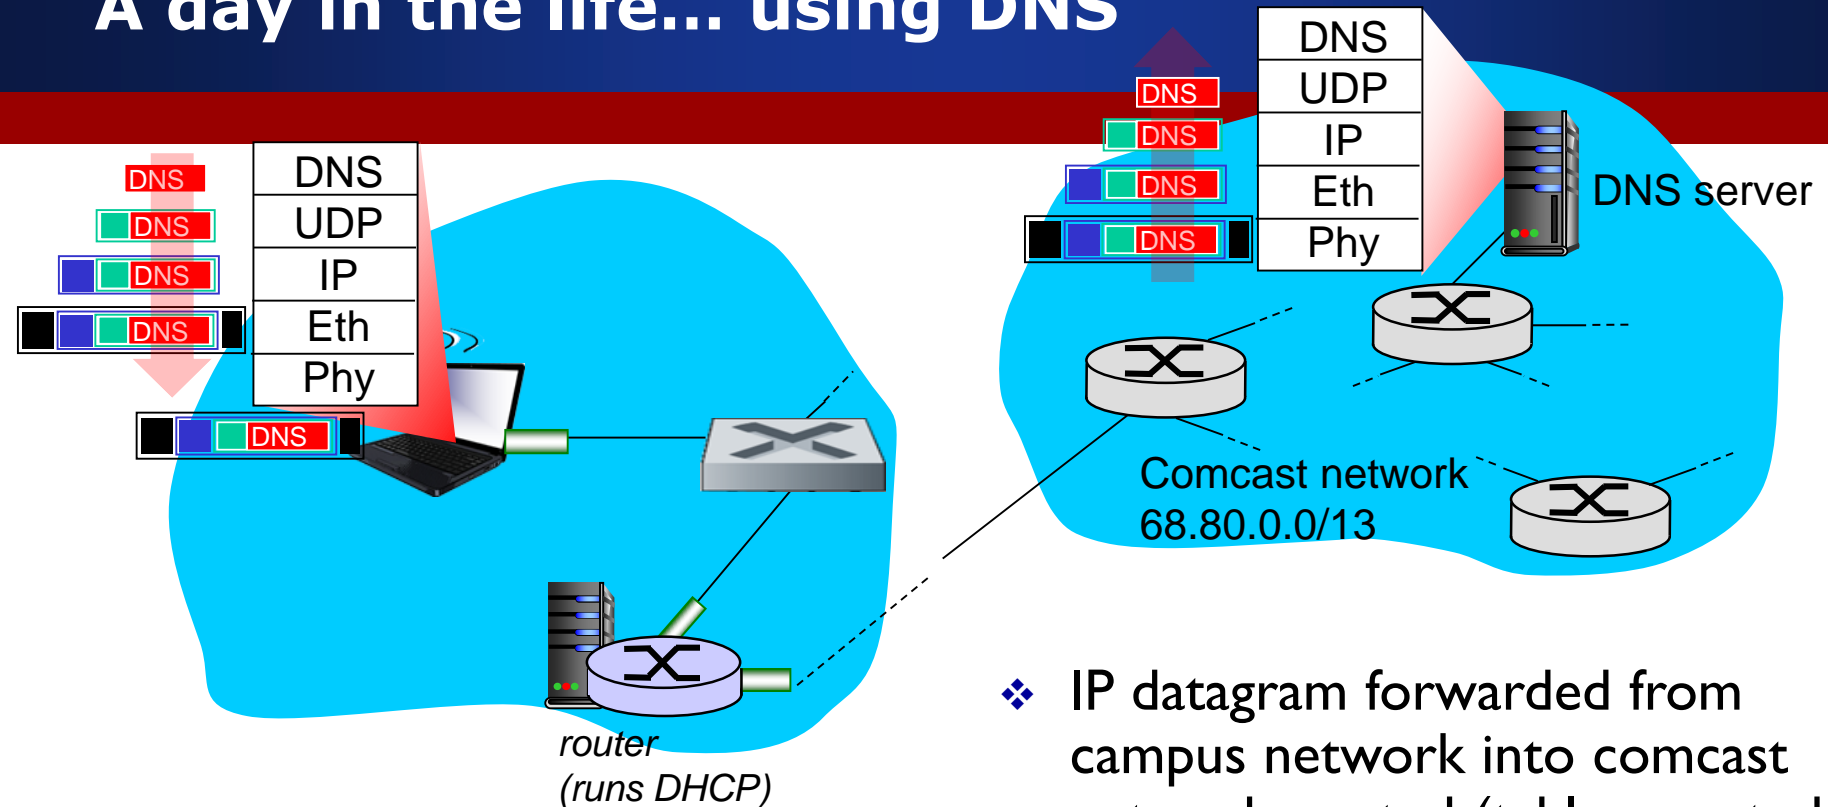 A day in the life… using DNS
DNS
UDP
IP
Eth
Phy
DNS
DNS
DNS
DNS
DNS server
DNS
DNS
DNS
DNS
DNS
UDP
IP
Eth
Phy
DNS
Comcast network
68.80.0.0/13
router
(runs DHCP)
❖ IP datagram forwarded from
campus network into comcast